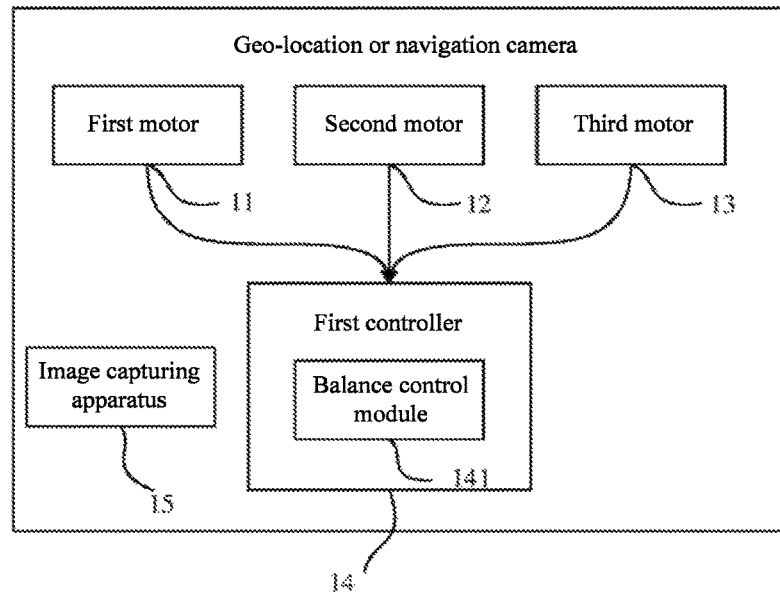 Geo-location or navigation camera
First motor
Second motor
Third motor
11
12
13
First controller
Image capturing
apparatus
Balance control
module
141
15
14